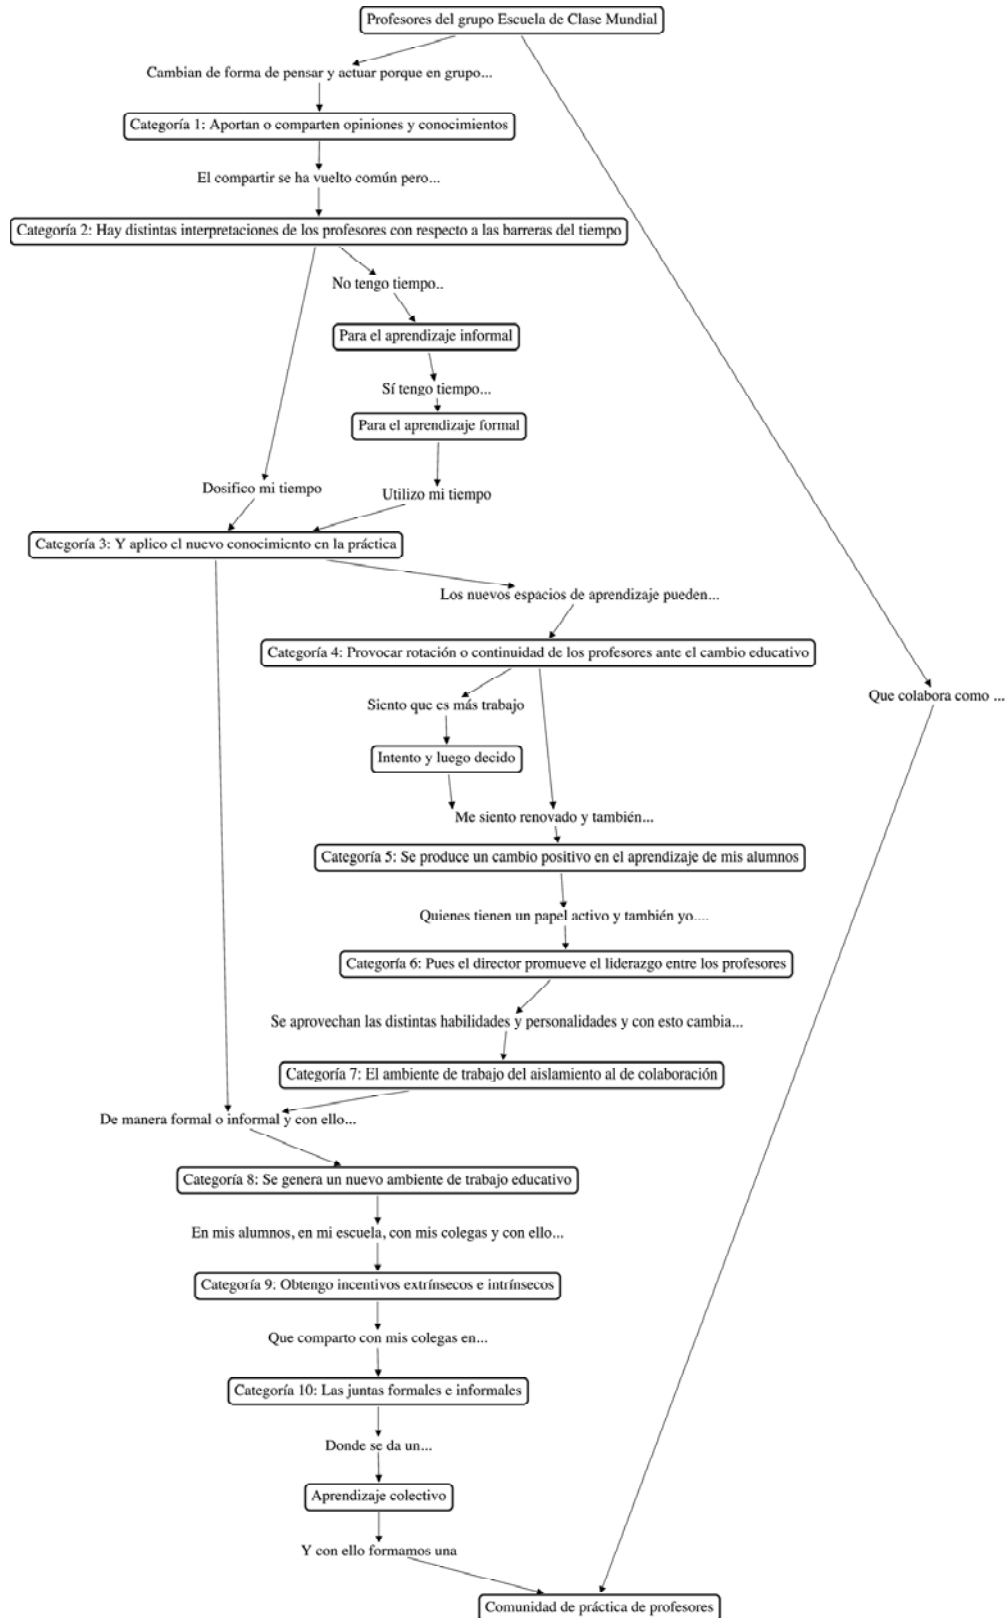 Profesores del grupo Escuela de Clase Mundial
Cambian de forma de pensar y actuar porque en grupo...
Categoría 1: Aportan o comparten opiniones y conocimientos
El compartir se ha vuelto común pero...
Categoría 2: Hay distintas interpretaciones de los profesores con respecto a las barreras del tiempo
No tengo tiempo..
Para el aprendizaje informal
Sí tengo tiempo...
Para el aprendizaje formal
Dosifico mi tiempo
Utilizo mi tiempo
Categoría 3: Y aplico el nuevo conocimiento en la práctica
Los nuevos espacios de aprendizaje pueden...
Categoría 4: Provocar rotación o continuidad de los profesores ante el cambio educativo
Siento que es más trabajo
Que colabora como ...
Intento y luego decido
Me siento renovado y también...
Categoría 5: Se produce un cambio positivo en el aprendizaje de mis alumnos
Quienes tienen un papel activo y también yo....
Categoría 6: Pues el director promueve el liderazgo entre los profesores
Se aprovechan las distintas habilidades y personalidades y con esto cambia...
Categoría 7: El ambiente de trabajo del aislamiento al de colaboración
De manera formal o informal y con ello...
Categoría 8: Se genera un nuevo ambiente de trabajo educativo
En mis alumnos, en mi escuela, con mis colegas y con ello...
Categoría 9: Obtengo incentivos extrínsecos e intrínsecos
Que comparto con mis colegas en...
Categoría 10: Las juntas formales e informales
Donde se da un...
Aprendizaje colectivo
Y con ello formamos una
Comunidad de práctica de profesores